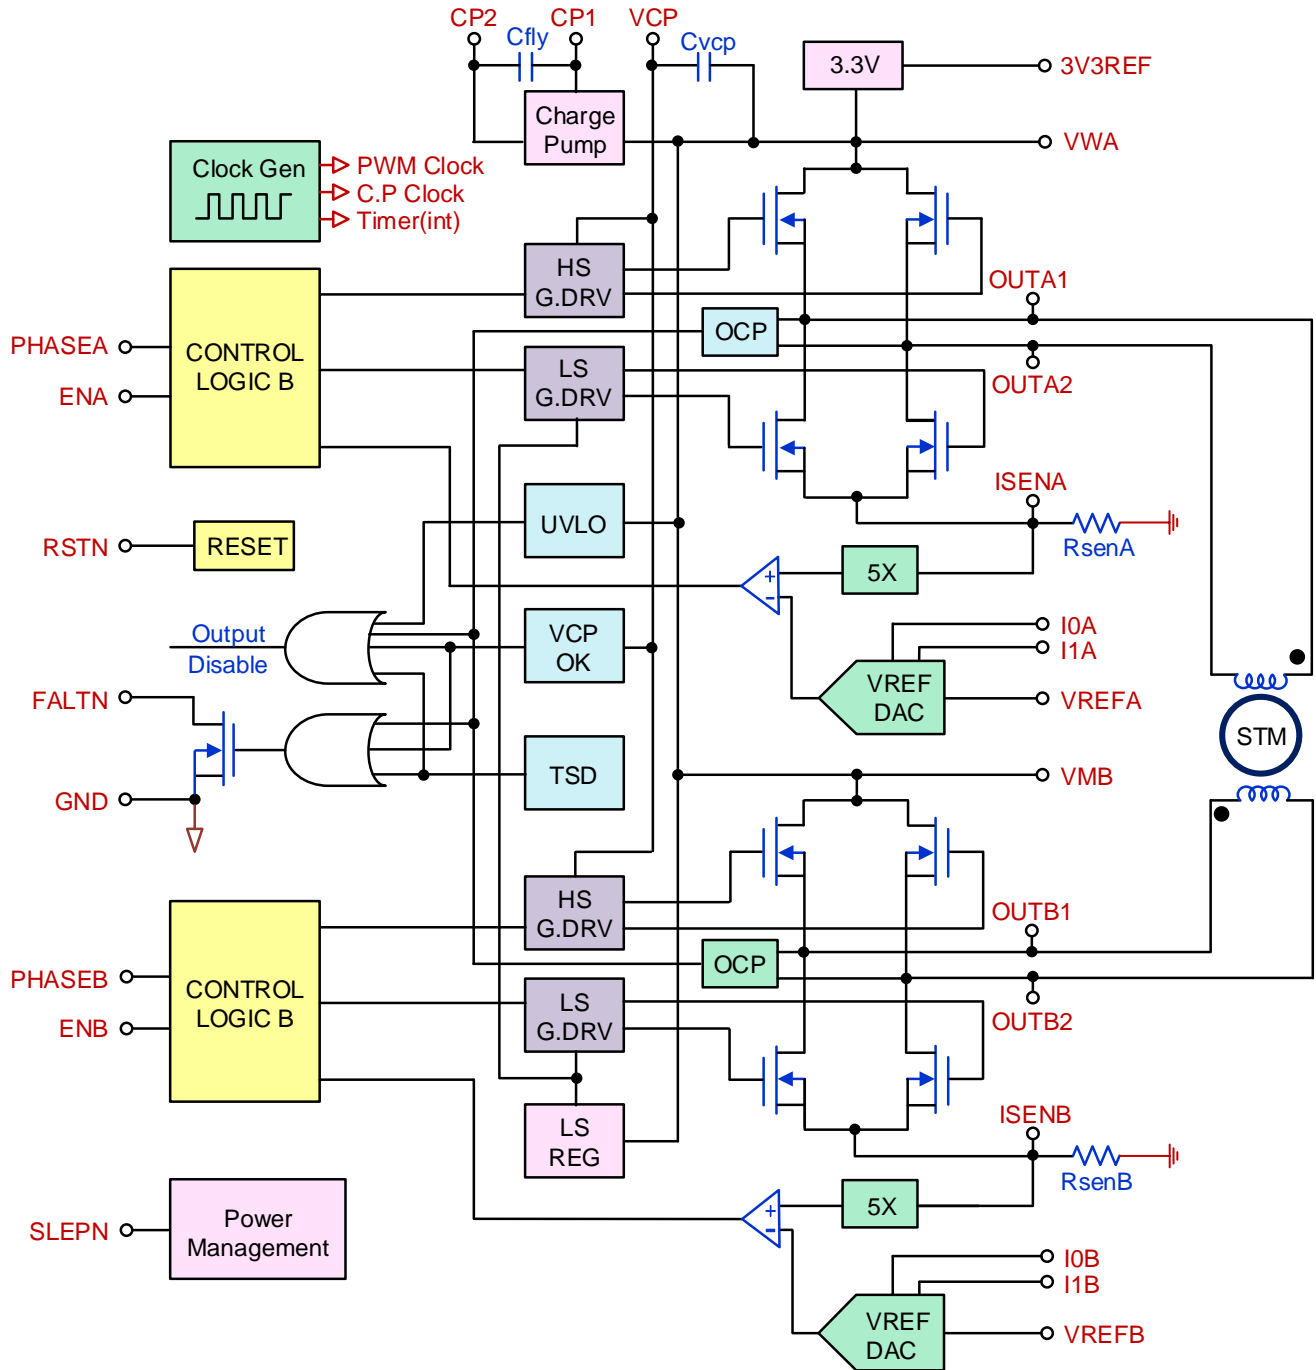 CP2
CP1
VCP
Cfly
Cvcp
3.3V
3V3REF
Charge
Pump
VWA
Clock Gen
PWM Clock
C.P Clock
Timer(int)
HS
G.DRV
OUTA1
OCP
PHASEA
CONTROL
LOGIC B
LS
G.DRV
OUTA2
ENA
ISENA
UVLO
RSTN
RESET
RsenA
5X
+
-
Output
Disable
VCP
OK
I0A
I1A
FALTN
VREF
DAC
VREFA
STM
TSD
VMB
GND
HS
G.DRV
OUTB1
OCP
PHASEB
CONTROL
LOGIC B
LS
G.DRV
OUTB2
ENB
ISENB
LS
REG
RsenB
5X
+
-
SLEPN
Power
Management
I0B
I1B
VREF
DAC
VREFB